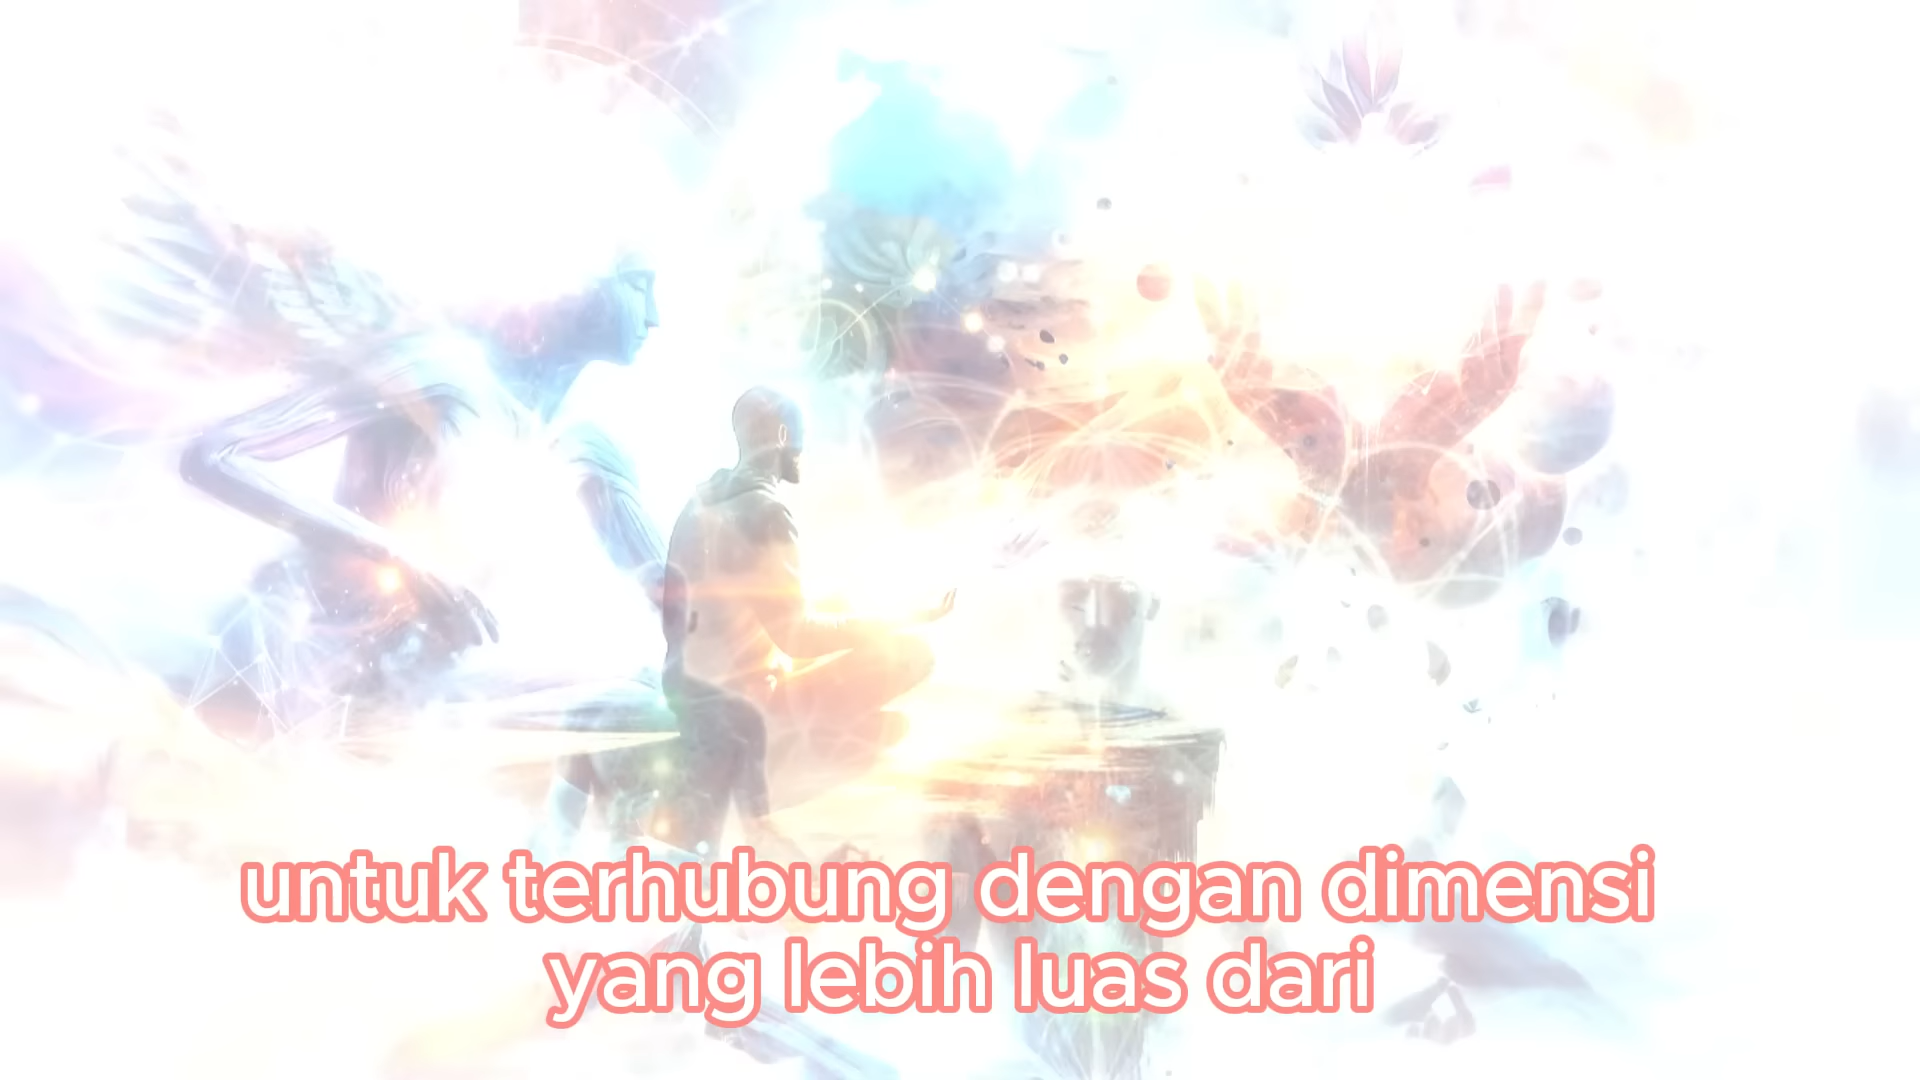 untuk terhubung dengan dimensi
yang lebih luas dari